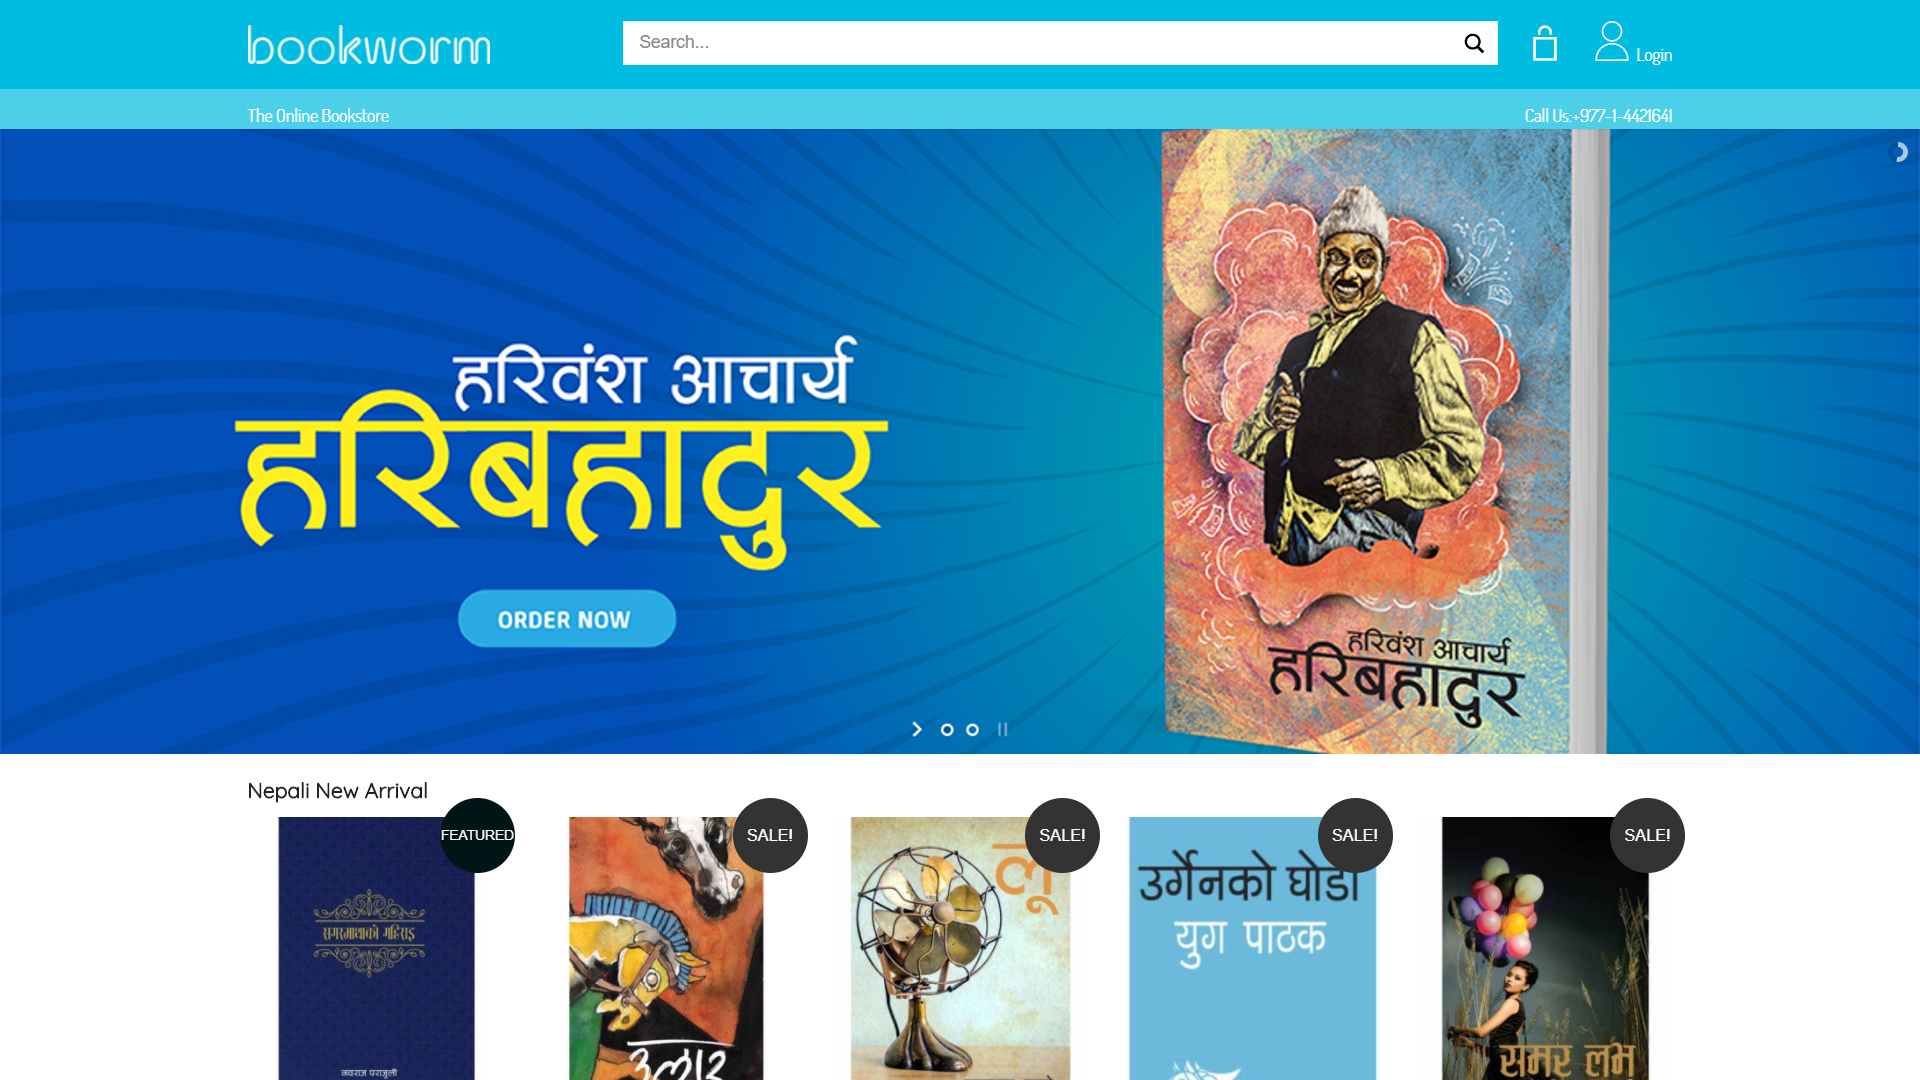 bookworm
Search...
Login
The Online Bookstore
Call Us:+977-1-4421641
हरिवंश आचार्य
हरिबहादुर
ORDER NOW
हरिवंश आचार्य
हरिबहादुर
Nepali New Arrival
FEATURED
SALE!
SALE!
SALE!
SALE!
सगरमाथाको गहिराइ
नवराज पराजुली
उलार
लू
उर्गेनको घोडा
युग पाठक
समर लभ